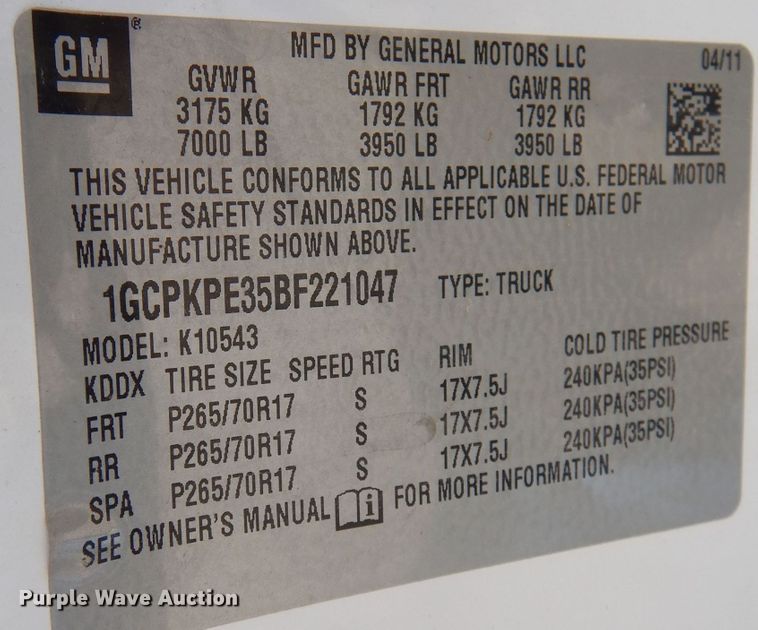 GM®
MFD BY GENERAL MOTORS LLC 04/11
GVWR GAWR FRT GAWR RR
3175 KG 1792 KG 1792 KG
7000 LB 3950 LB 3950 LB
THIS VEHICLE CONFORMS TO ALL APPLICABLE U.S. FEDERAL MOTOR
VEHICLE SAFETY STANDARDS IN EFFECT ON THE DATE OF
MANUFACTURE SHOWN ABOVE.
1GCPKPE35BF221047 TYPE: TRUCK
MODEL: K10543
KDDX TIRE SIZE SPEED RTG RIM COLD TIRE PRESSURE
FRT P265/70R17 S 17X7.5J 240KPA(35PSI)
RR P265/70R17 S 17X7.5J 240KPA(35PSI)
SPA P265/70R17 S 17X7.5J 240KPA(35PSI)
SEE OWNER'S MANUAL i FOR MORE INFORMATION.
Purple Wave Auction